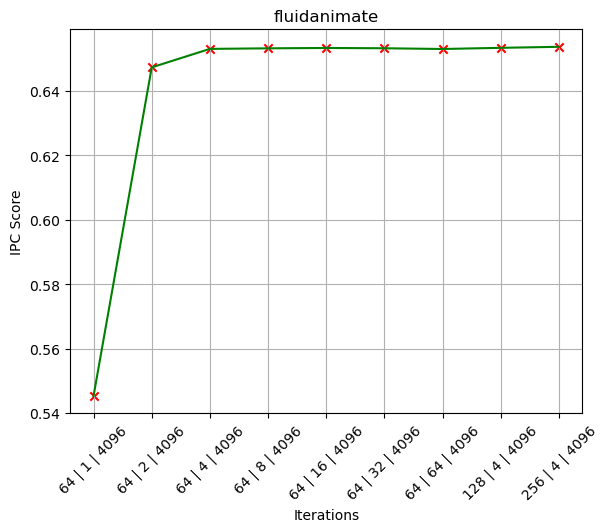 fluidanimate
IPC Score
0.64
0.62
0.60
0.58
0.56
0.54
64 | 1 | 4096
64 | 2 | 4096
64 | 4 | 4096
64 | 8 | 4096
64 | 16 | 4096
64 | 32 | 4096
64 | 64 | 4096
128 | 4 | 4096
256 | 4 | 4096
Iterations